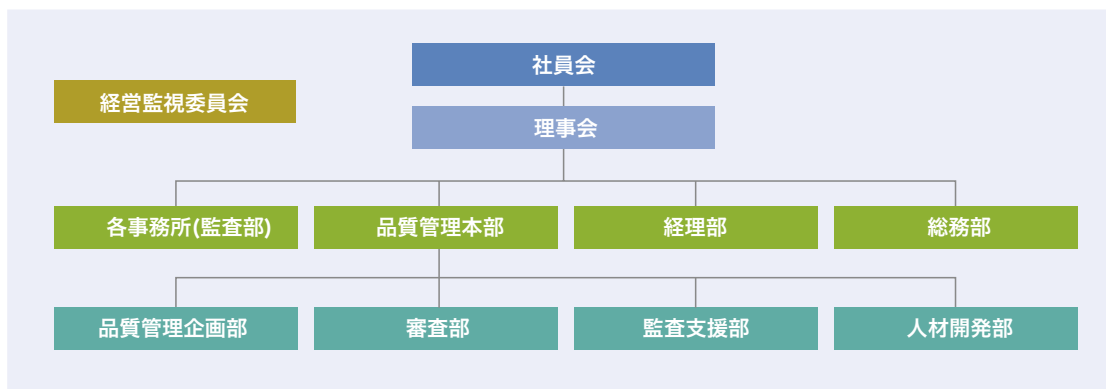 社員会
経営監視委員会
理事会
各事務所(監査部)
品質管理本部
経理部
総務部
品質管理企画部
審査部
監査支援部
人材開発部